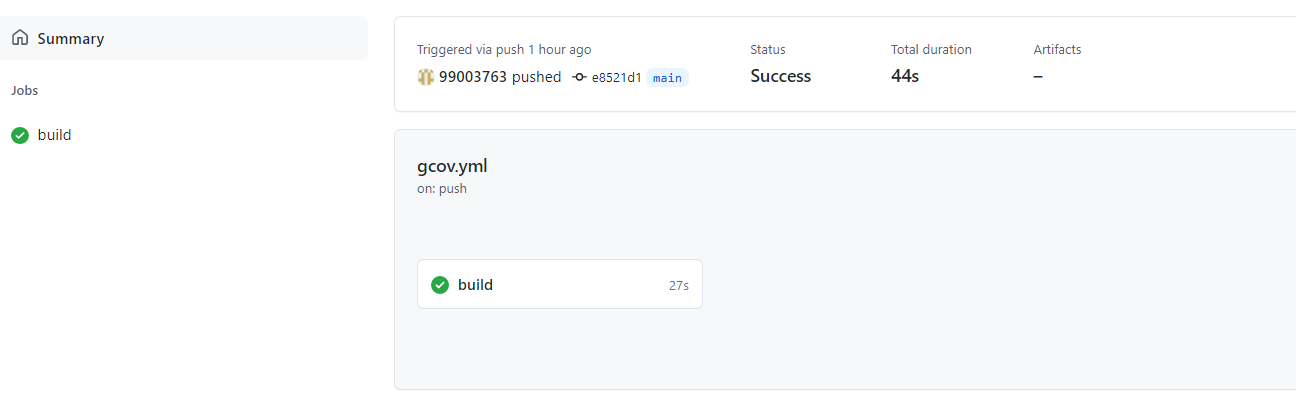 Summary
Jobs
build
Triggered via push 1 hour ago
99003763 pushed e8521d1 main
Status
Success
Total duration
44s
Artifacts
–
gcov.yml
on: push
build 27s